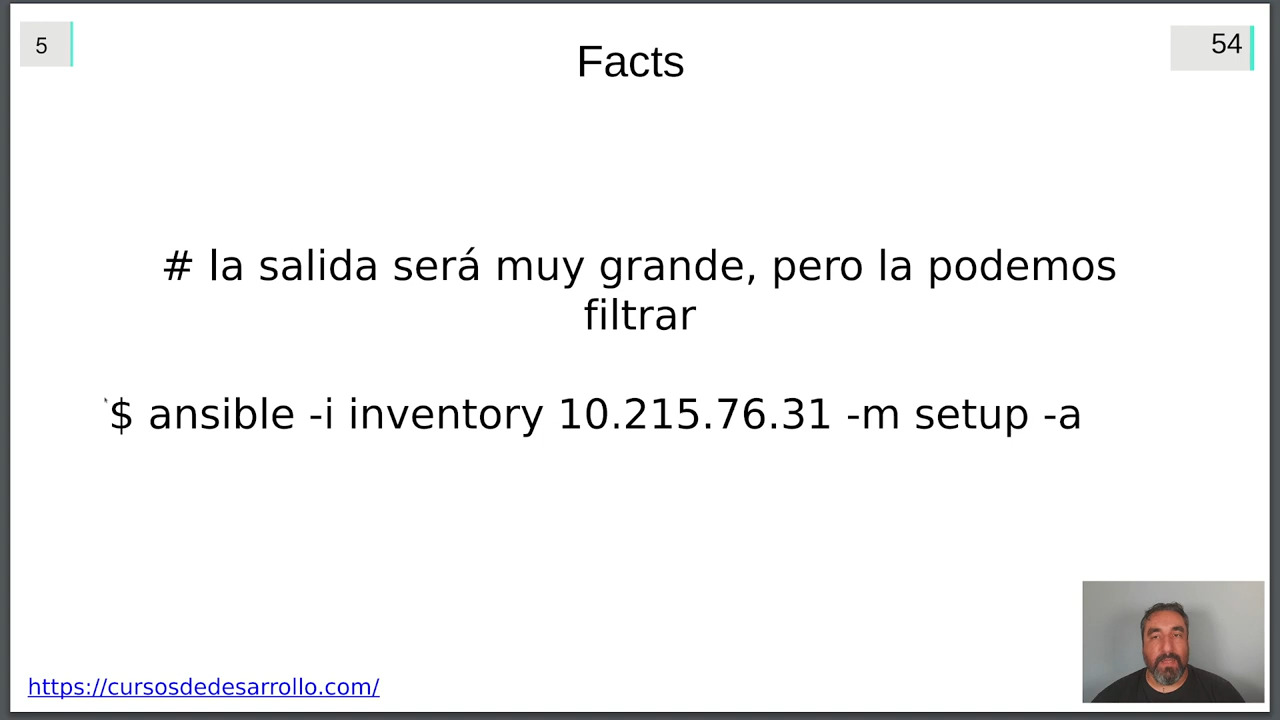 5
Facts
54
# la salida será muy grande, pero la podemos
filtrar
$ ansible -i inventory 10.215.76.31 -m setup -a
https://cursosdedesarrollo.com/